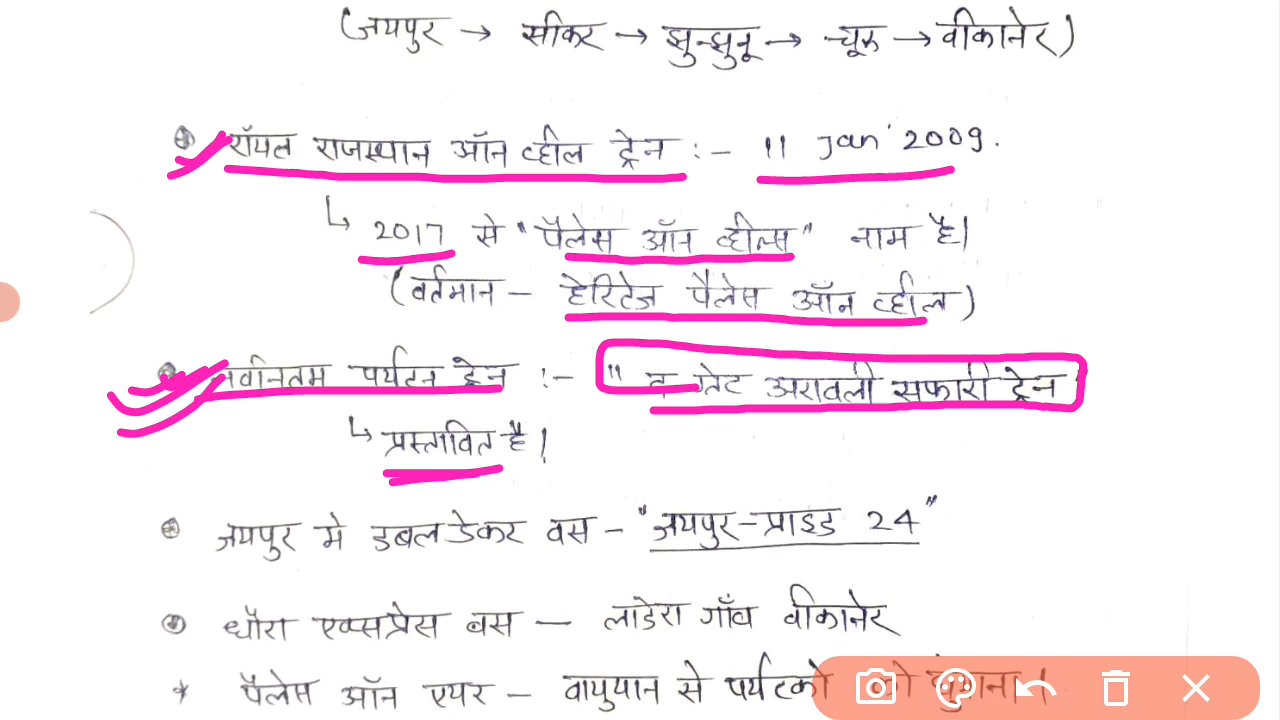 (जयपुर → सीकर → झुन्झुनू → चूरू → बीकानेर)
रॉयल राजस्थान ऑन व्हील ट्रेन :- 11 Jan' 2009.
↳ 2017 से "पैलेस ऑन व्हील्स" नाम है।
(वर्तमान - हेरिटेज पैलेस ऑन व्हील)
नवीनतम पर्यटन ट्रेन :- " द ग्रेट अरावली सफारी ट्रेन
↳ प्रस्तावित है।
जयपुर मे डबल डेकर बस - "जयपुर-प्राइड 24"
धौरा एक्सप्रेस बस - लाडेरा गाँव बीकानेर
* पैलेस ऑन एयर - वायुयान से पर्यटको को घुमाना।